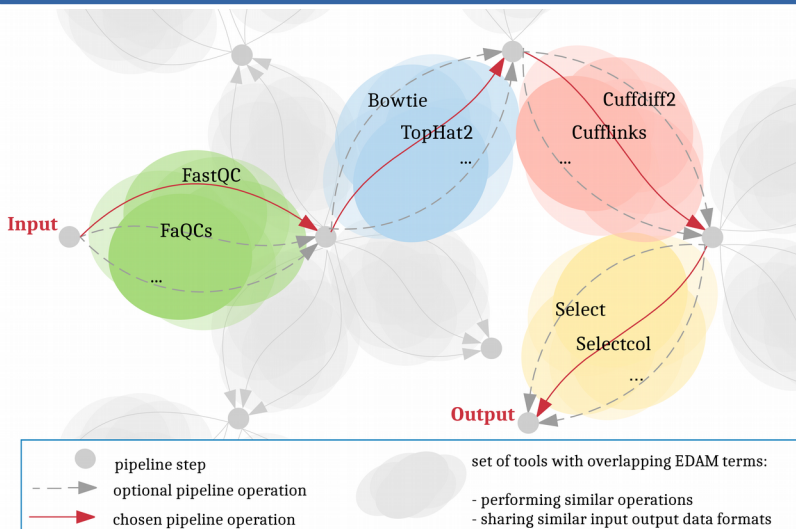 Bowtie
TopHat2
...
Cuffdiff2
Cufflinks
...
FastQC
Input
FaQCs
...
Select
Selectcol
...
Output
pipeline step
optional pipeline operation
chosen pipeline operation
set of tools with overlapping EDAM terms:
- performing similar operations
- sharing similar input output data formats